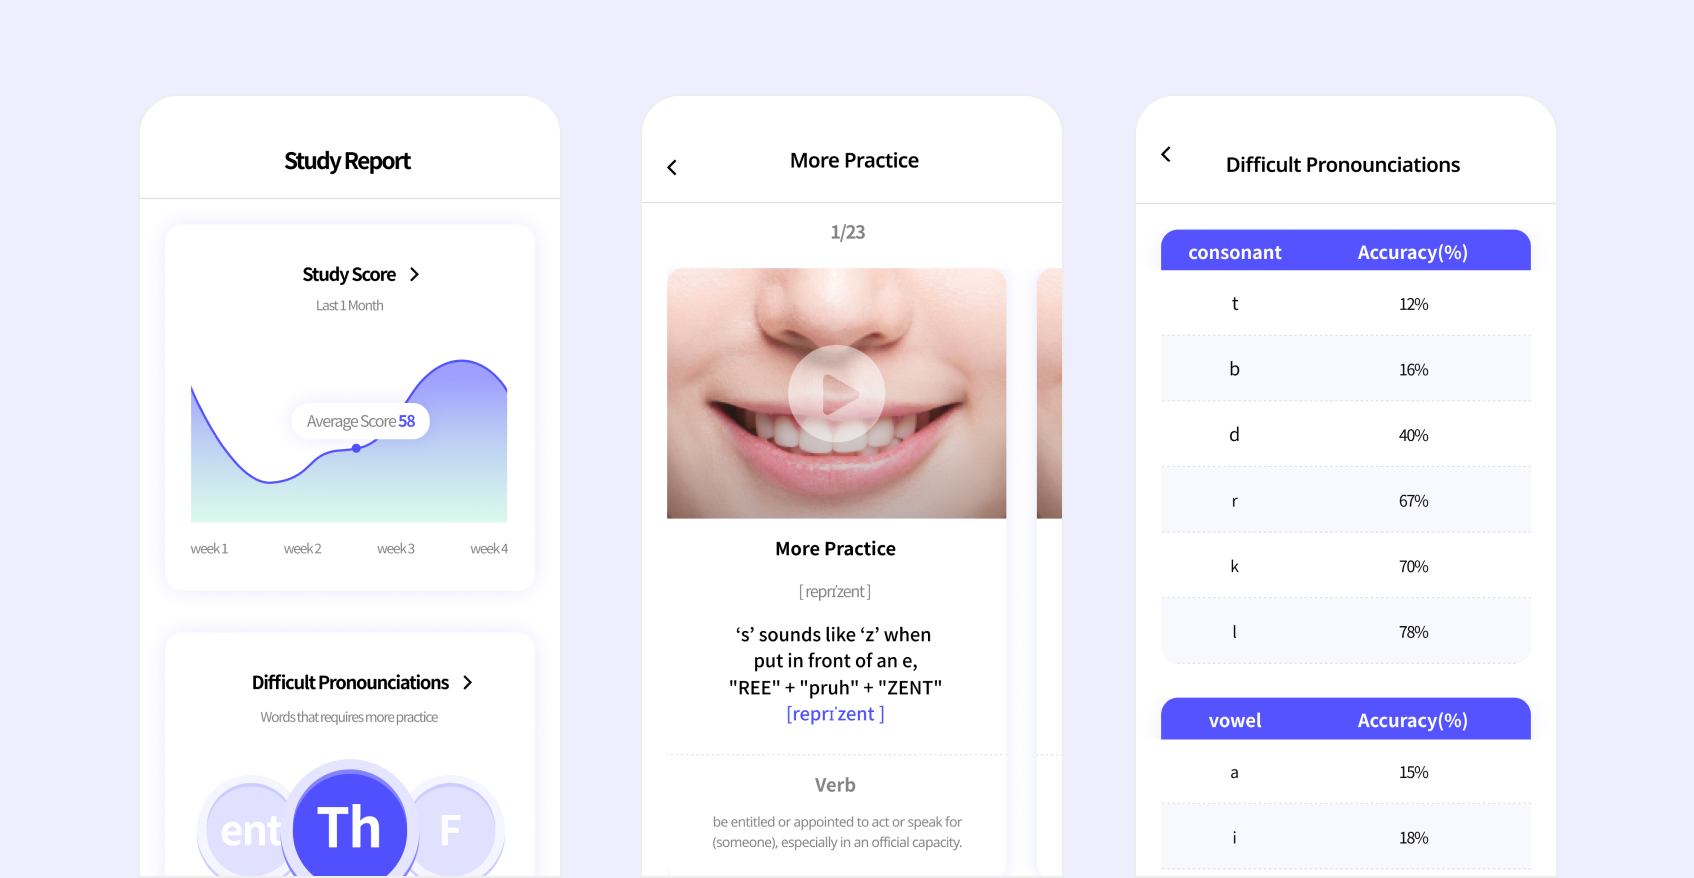 Study Report
Study Score
Last 1 Month
Average Score 58
week 1 week 2 week 3 week 4
Difficult Pronounciations
Words that requires more practice
ent Th F
More Practice
1/23
More Practice
[ reprɪ'zent ]
‘s’ sounds like ‘z’ when
put in front of an e,
"REE" + "pruh" + "ZENT"
[reprɪˈzent ]
Verb
be entitled or appointed to act or speak for
(someone), especially in an official capacity.
Difficult Pronounciations
consonant Accuracy(%)
t 12%
b 16%
d 40%
r 67%
k 70%
l 78%
vowel Accuracy(%)
a 15%
i 18%